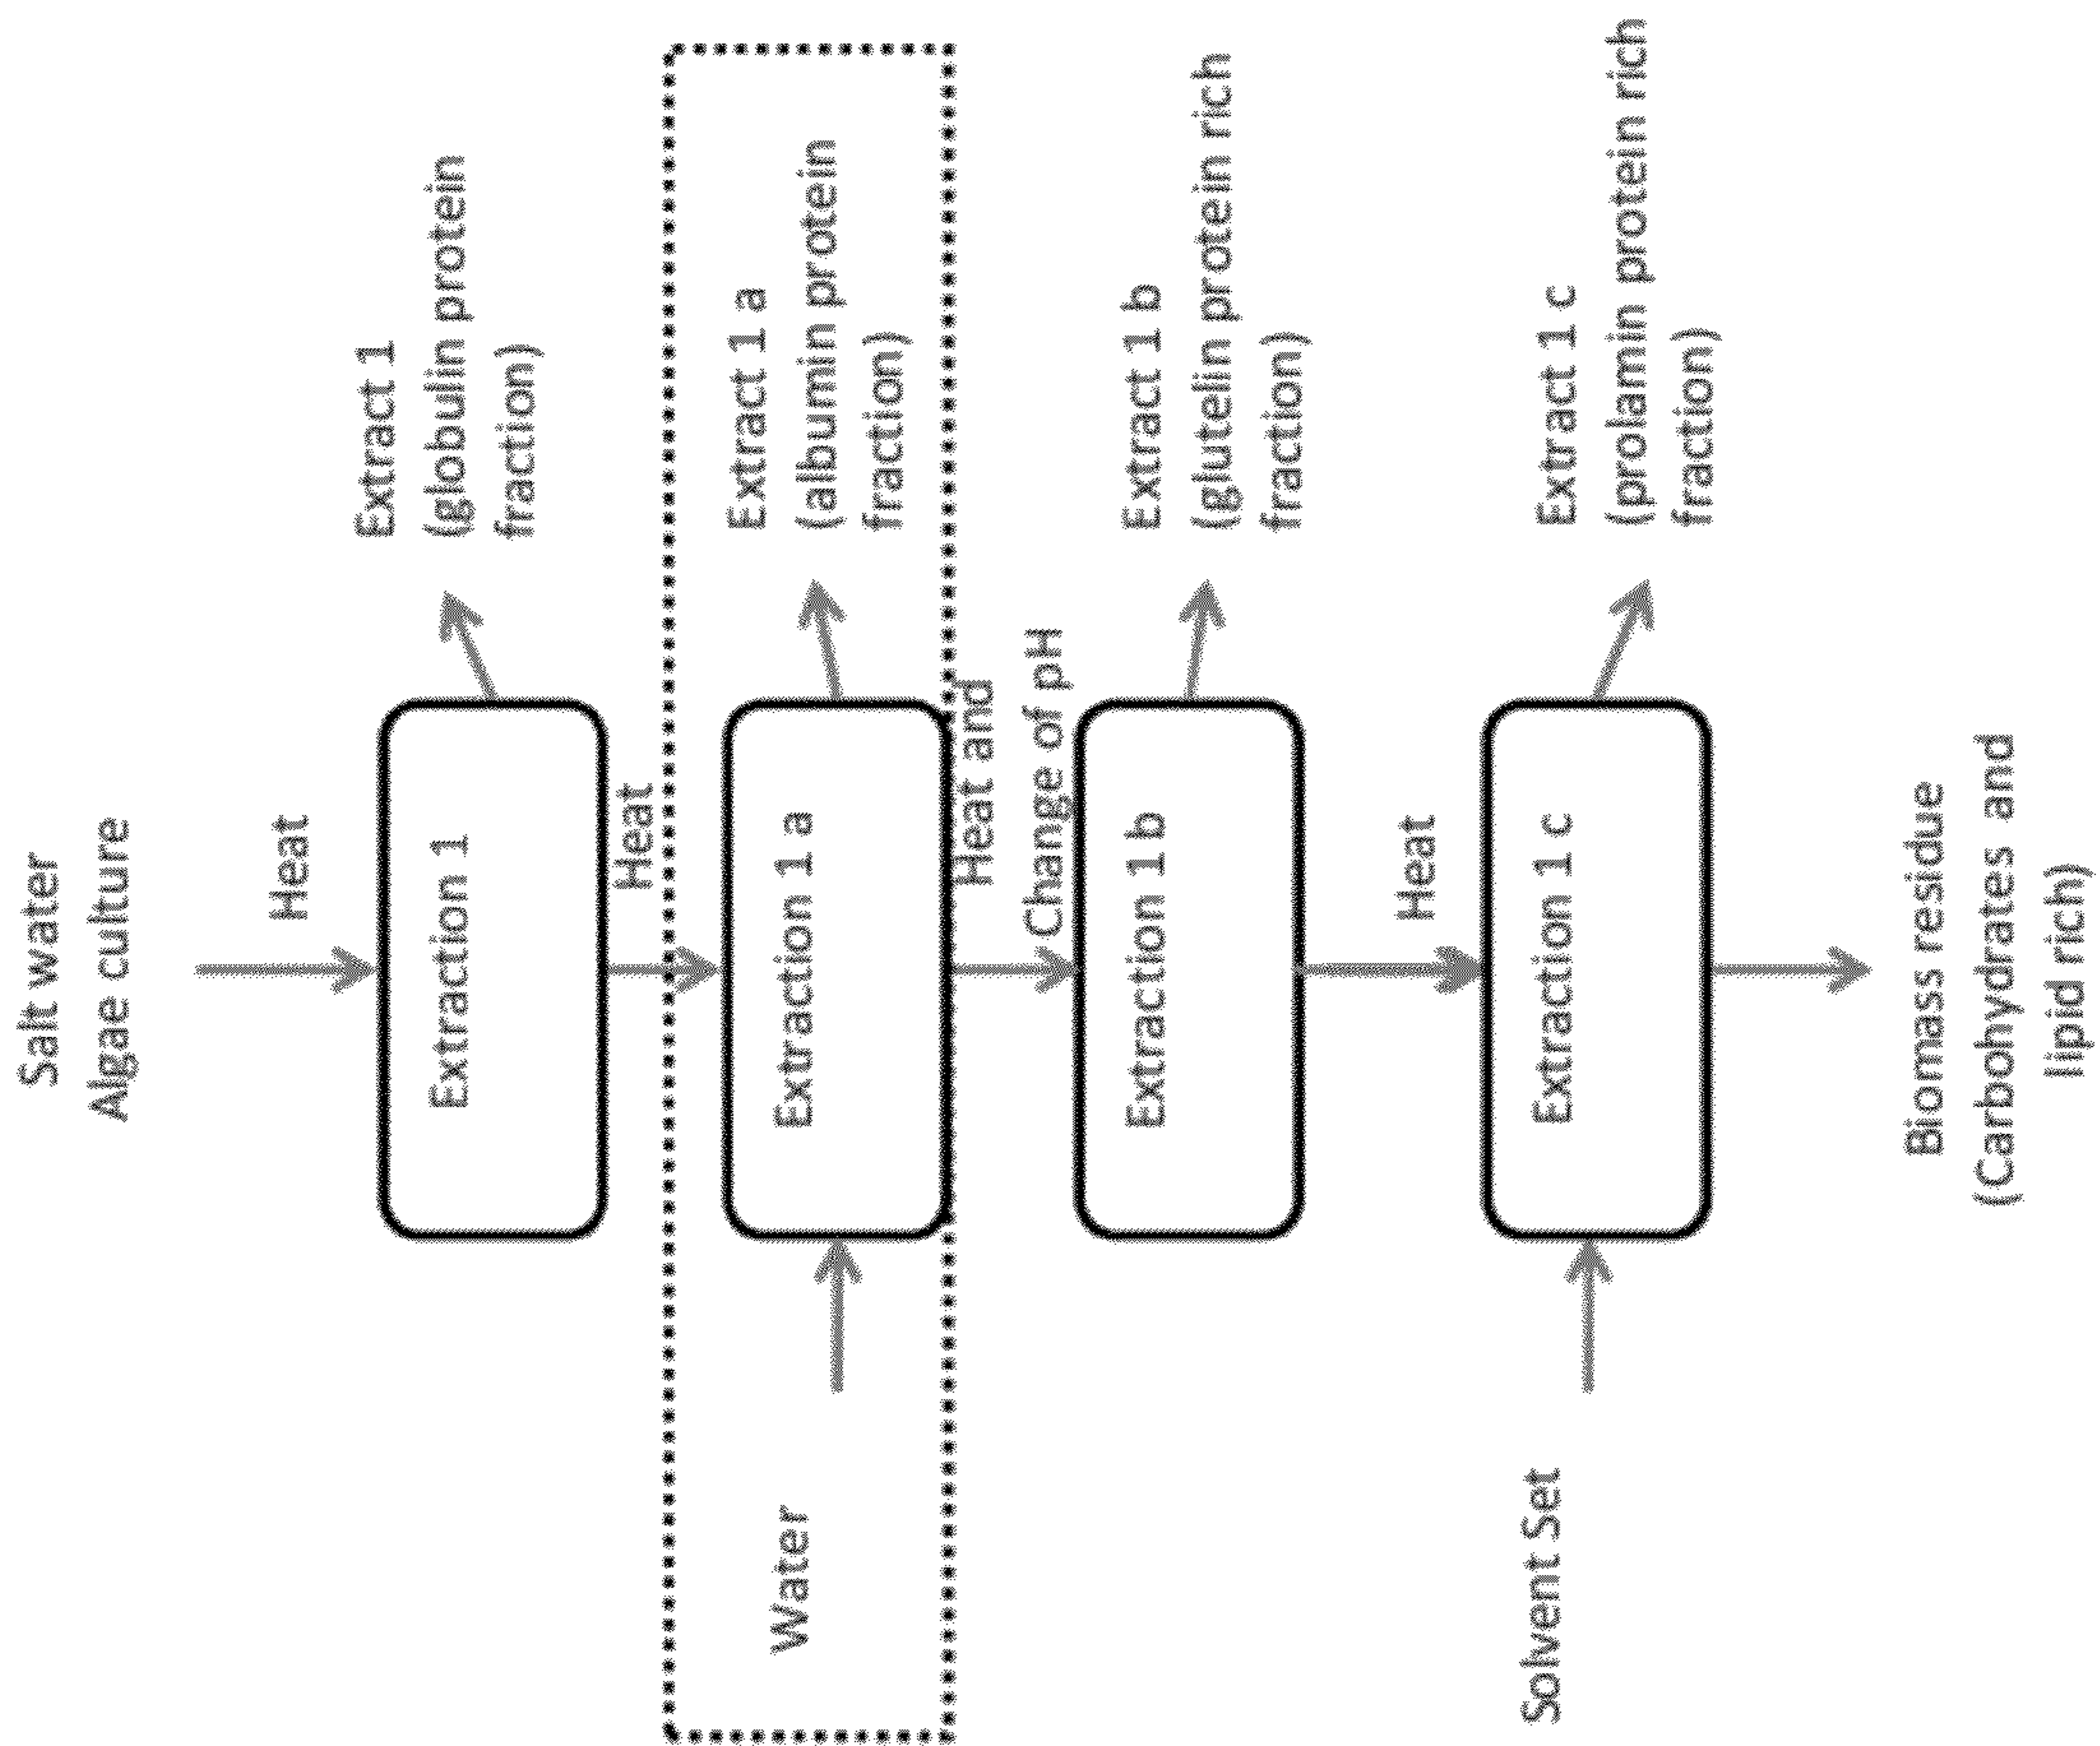 Salt water
Algae culture
Heat
Extraction 1
Extract 1
(globulin protein
fraction)
Heat
Water
Extraction 1 a
Extract 1 a
(albumin protein
fraction)
Heat and
Change of pH
Extraction 1 b
Extract 1 b
(glutelin protein rich
fraction)
Heat
Solvent Set
Extraction 1 c
Extract 1 c
(prolamin protein rich
fraction)
Biomass residue
(Carbohydrates and
lipid rich)